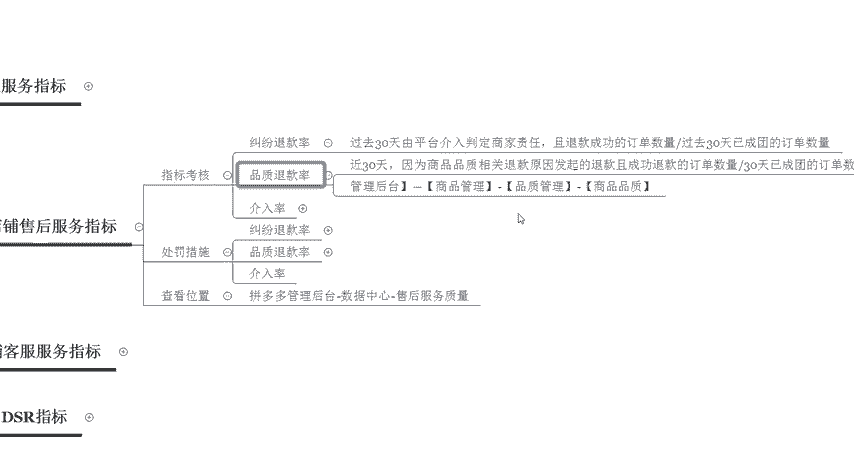 服务指标
纠纷退款率
过去30天由平台介入判定商家责任，且退款成功的订单数量/过去30天已成团的订单数量
近30天，因为商品品质相关退款原因发起的退款且成功退款的订单数量/30天已成团的订单数
指标考核
品质退款率
管理后台】–【商品管理】-【品质管理】-【商品品质】
介入率
铺售后服务指标
纠纷退款率
处罚措施
品质退款率
介入率
查看位置
拼多多管理后台-数据中心-售后服务质量
客服服务指标
DSR指标